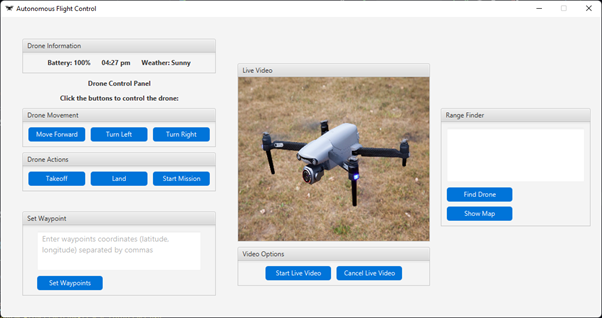 Autonomous Flight Control
Drone Information
Battery: 100% 04:27 pm Weather: Sunny
Drone Control Panel
Click the buttons to control the drone:
Drone Movement
Move Forward Turn Left Turn Right
Drone Actions
Takeoff Land Start Mission
Set Waypoint
Enter waypoints coordinates (latitude,
longitude) separated by commas
Set Waypoints
Live Video
Video Options
Start Live Video Cancel Live Video
Range Finder
Find Drone
Show Map